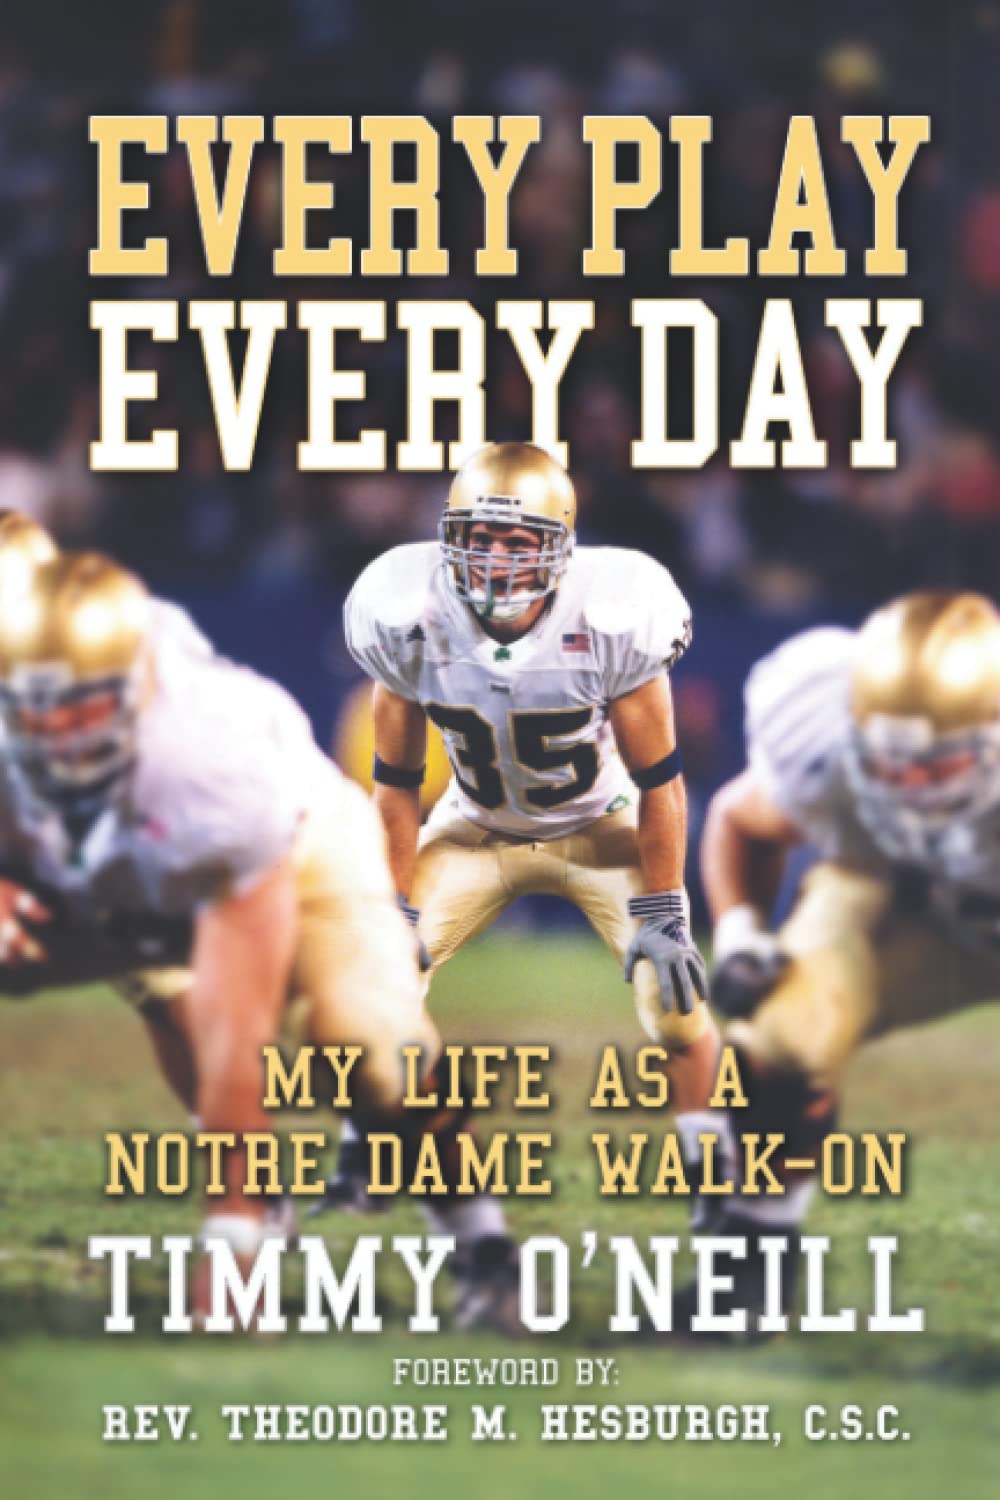 EVERY PLAY
EVERY DAY
35
MY LIFE AS A
NOTRE DAME WALK-ON
TIMMY O'NEILL
FOREWORD BY:
REV. THEODORE M. HESBURGH, C.S.C.